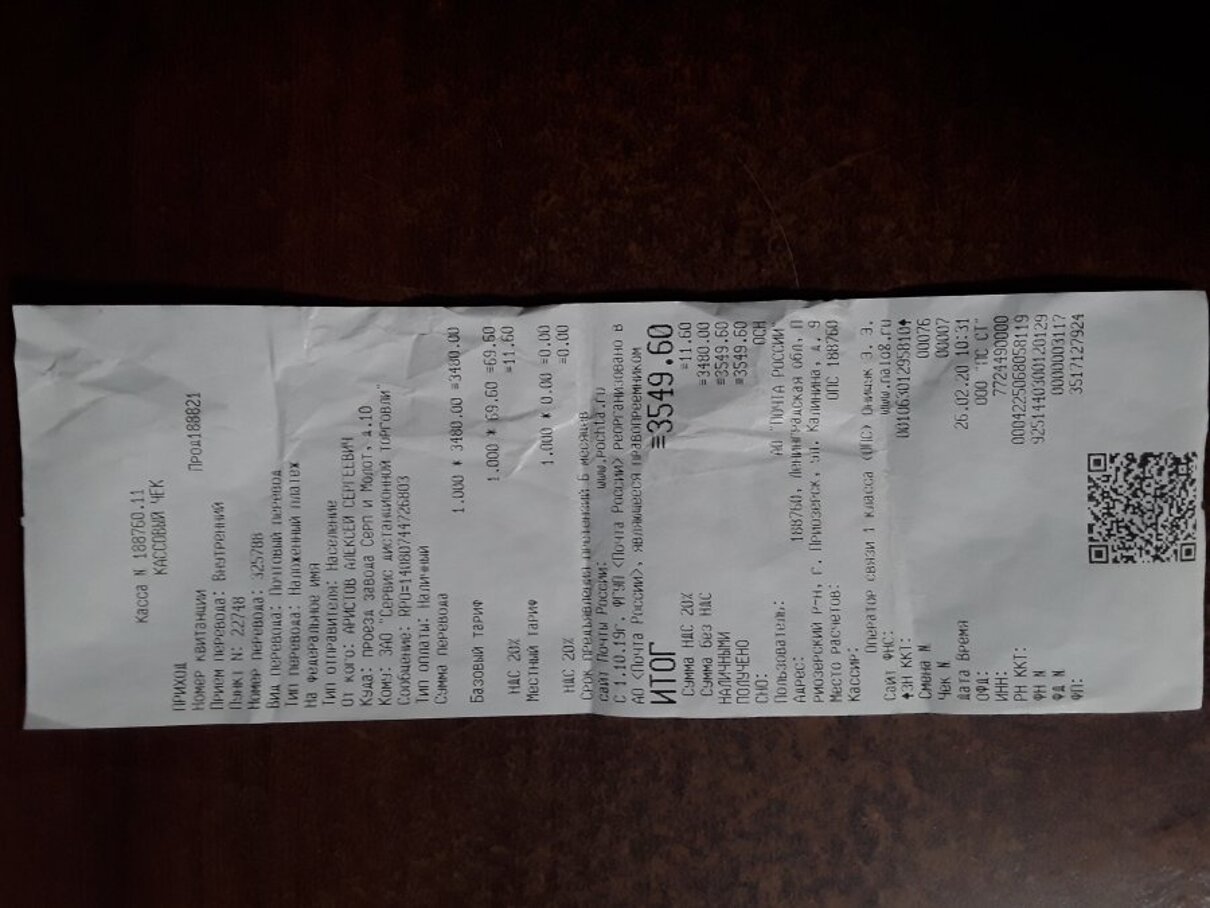 Касса N 188760.11
КАССОВЫЙ ЧЕК
ПРИХОД Прод188821
Номер квитанции
Прием перевода: Внутренний
Пункт N: 22748
Номер перевода: 325788
Вид перевода: Почтовый перевод
Тип перевода: Наложенный платеж
на Федеральное имя
Тип отправителя: Население
От кого: АРИСТОВ АЛЕКСЕЙ СЕРГЕЕВИЧ
Куда: проезд завода Серп и Молот, д.10
Кому: ЗАО "Сервис дистанционной торговли"
Сообщение: RPO=14080744726803
Тип оплаты: Наличный
Сумма перевода
1.000 * 3480.00 ≡3480.00
Базовый тариф
1.000 * 69.60 ≡69.60
НДС 20% =11.60
Местный тариф
1.000 * 0.00 ≡0.00
НДС 20% =0.00
Срок предъявления претензий 6 месяцев
сайт Почты России: www.pochta.ru
С 1.10.19г. ФГУП <Почта России> реорганизовано в
АО <Почта России>, являющееся правопреемником
ИТОГ ≡3549.60
Сумма НДС 20% ≡11.60
Сумма без НДС ≡3480.00
НАЛИЧНЫМИ ≡3549.60
ПОЛУЧЕНО ≡3549.60
СНО: ОСН
Пользователь: АО "ПОЧТА РОССИИ"
Адрес: 188760, Ленинградская обл, П
риозерский р-н, г. Приозерск, ул. Калинина, д. 9
Место расчетов: ОПС 188760
Кассир:
Оператор связи 1 класса (ОПС) Онищак Э. Э.
Сайт ФНС: www.nalog.ru
ЗН ККТ: 00106301295810
Смена N 00076
Чек N 00007
Дата Время 26.02.20 10:31
ОФД: ООО "ПС СТ"
ИНН: 7724490000
РН ККТ: 0004225068058119
ФН N 9251440300120129
ФД N 0000003117
ФП: 3517127924